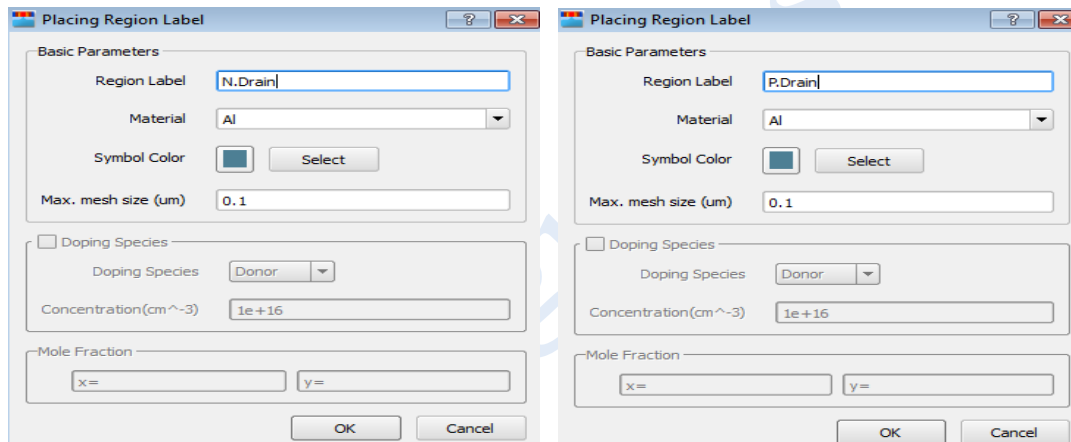 Placing Region Label
Basic Parameters
Region Label N.Drain
Material Al
Symbol Color Select
Max. mesh size (um) 0.1
Doping Species
Doping Species Donor
Concentration(cm^-3) 1e+16
Mole Fraction
x= y=
OK Cancel
Placing Region Label
Basic Parameters
Region Label P.Drain
Material Al
Symbol Color Select
Max. mesh size (um) 0.1
Doping Species
Doping Species Donor
Concentration(cm^-3) 1e+16
Mole Fraction
x= y=
OK Cancel